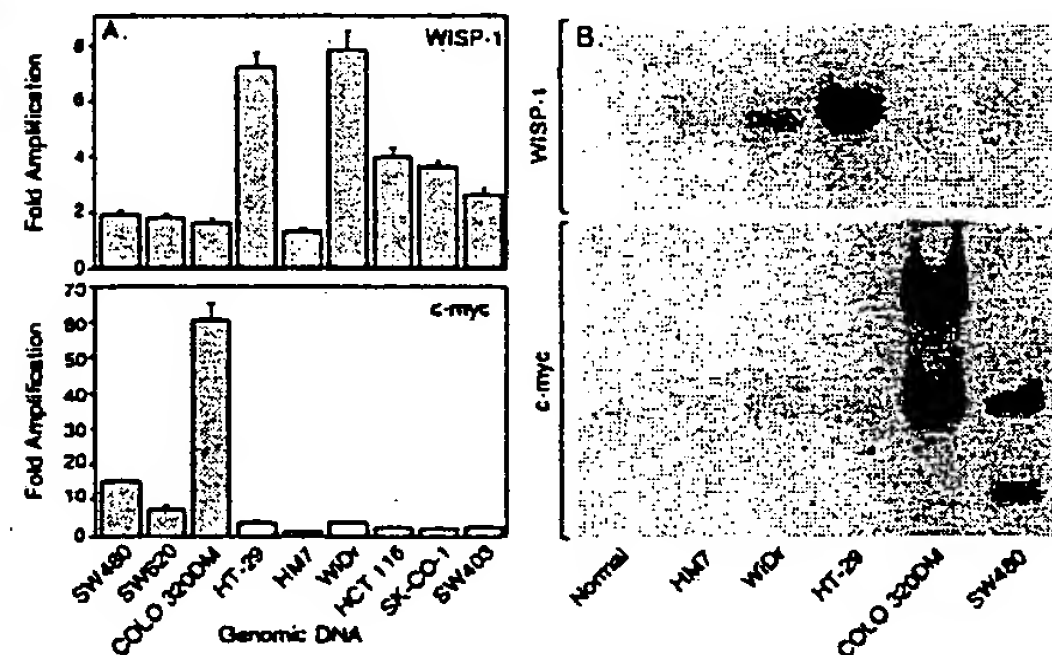 A.
WISP-1
Fold Amplification
8
6
4
2
0
c-myc
Fold Amplification
70
60
50
40
30
20
10
0
SW480
SW620
COLO 320DM
HT-29
HM7
WiDr
HCT 116
SK-CO-1
SW403
Genomic DNA
B.
WISP-1
c-myc
Normal
HM7
WiDr
HT-29
COLO 320DM
SW480